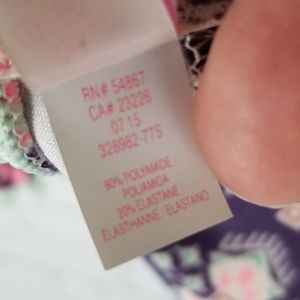 RN# 54867
CA# 23226
07 15
328982-77S
80% POLYAMIDE
POLIAMIDA
20% ELASTANE
ELASTHANNE | ELASTANO